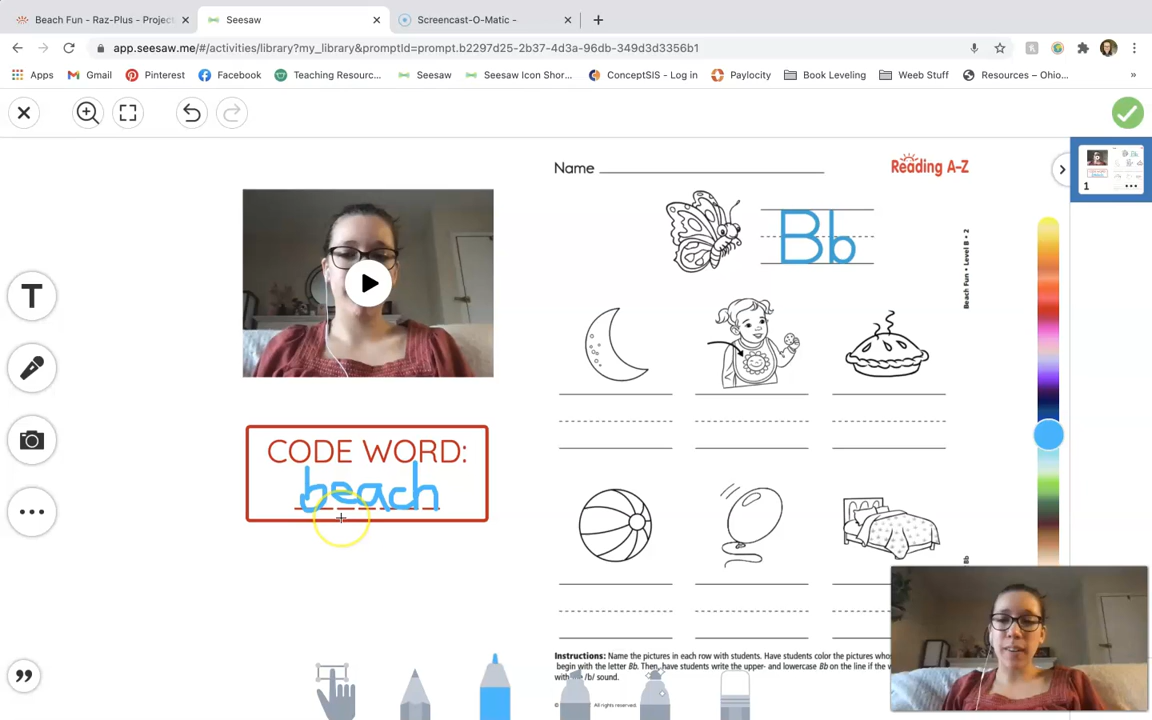 Beach Fun - Raz-Plus - Project
Seesaw
Screencast-O-Matic -
app.seesaw.me/#/activities/library?my_library&promptId=prompt.b2297d25-2b37-4d3a-96db-349d3d3356b1
Apps
Gmail
Pinterest
Facebook
Teaching Resourc...
Seesaw
Seesaw Icon Shor...
ConceptSIS - Log in
Paylocity
Book Leveling
Weeb Stuff
Resources – Ohio...
»
Name
Reading A-Z
1
Bb
Beach Fun • Level B • 2
T
CODE WORD:
beach
Bb
Instructions: Name the pictures in each row with students. Have students color the pictures
begin with the letter Bb. Then, have students write the upper- and lowercase Bb on the line if the
/b/ sound.
All rights reserved.